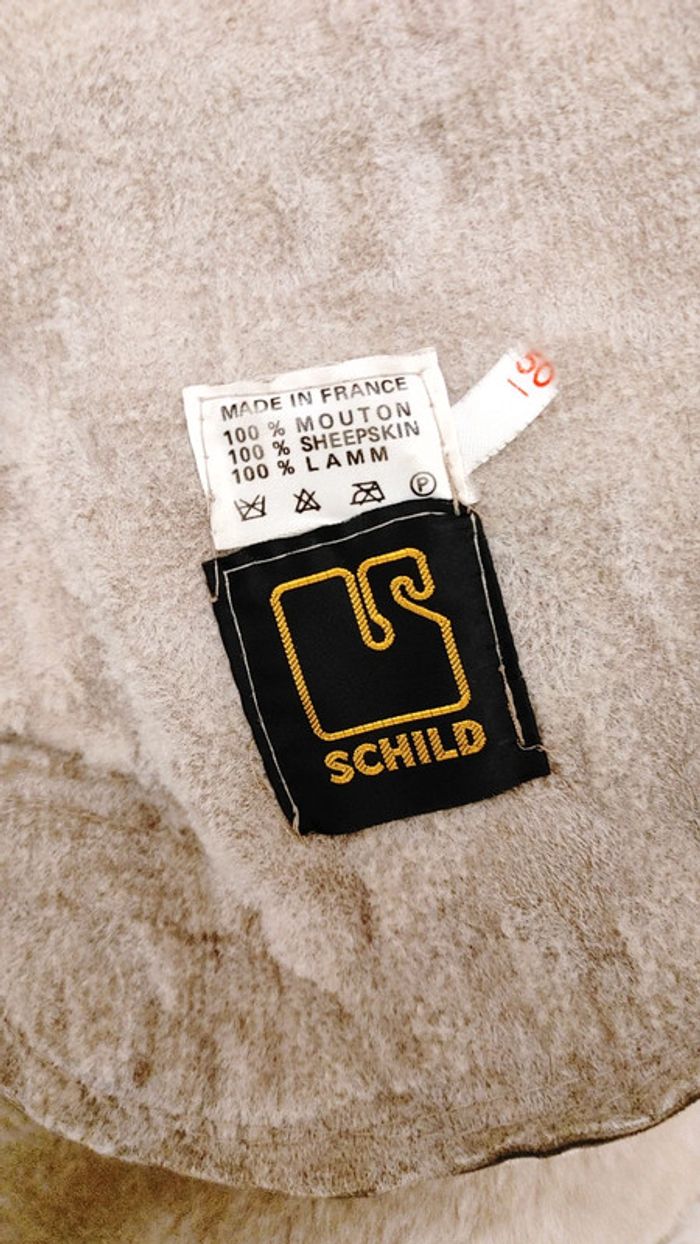 MADE IN FRANCE
100 % MOUTON
100 % SHEEPSKIN
100 % LAMM
P
50
SCHILD